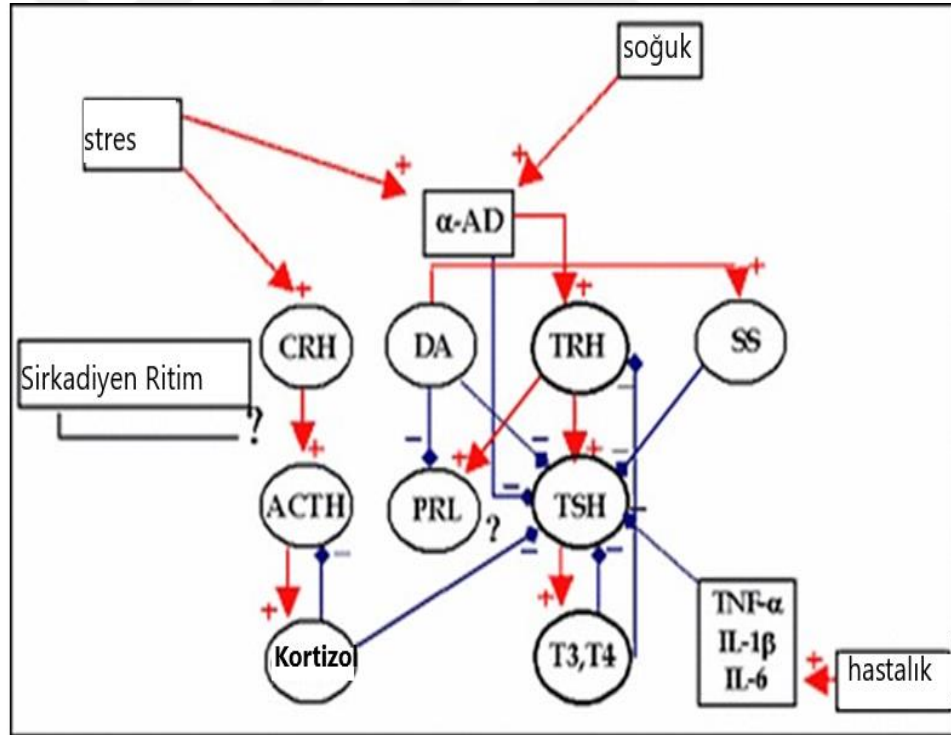 soğuk
stres
+
+
α-AD
+
+
+
CRH
DA
TRH
SS
Sirkadiyen Ritim
?
–
–
+
–
+
+
–
ACTH
PRL
?
–
TSH
–
–
–
–
+
+
–
TNF-α
IL-1β
IL-6
Kortizol
T3,T4
+
hastalık